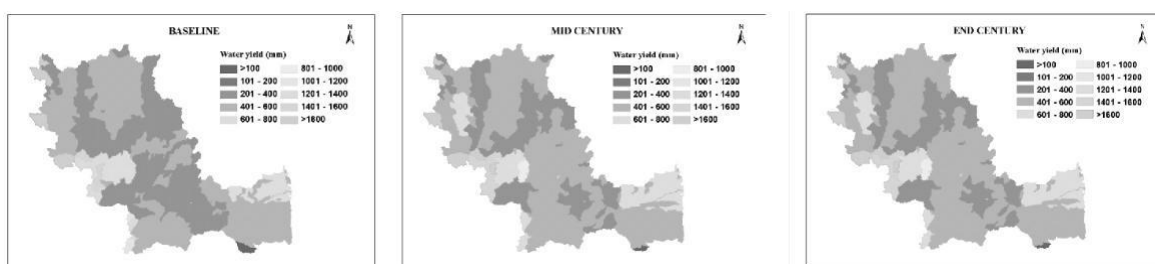 BASELINE
N
Water yield (mm)
>100 801 - 1000
101 - 200 1001 - 1200
201 - 400 1201 - 1400
401 - 600 1401 - 1600
601 - 800 >1600
MID CENTURY
N
Water yield (mm)
>100 801 - 1000
101 - 200 1001 - 1200
201 - 400 1201 - 1400
401 - 600 1401 - 1600
601 - 800 >1600
END CENTURY
N
Water yield (mm)
>100 801 - 1000
101 - 200 1001 - 1200
201 - 400 1201 - 1400
401 - 600 1401 - 1600
601 - 800 >1600